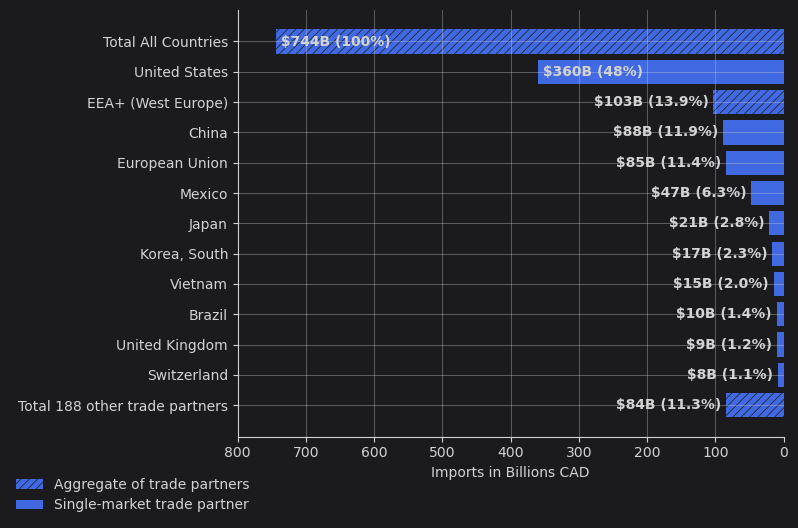 Total All Countries $744B (100%)
United States $360B (48%)
EEA+ (West Europe) $103B (13.9%)
China $88B (11.9%)
European Union $85B (11.4%)
Mexico $47B (6.3%)
Japan $21B (2.8%)
Korea, South $17B (2.3%)
Vietnam $15B (2.0%)
Brazil $10B (1.4%)
United Kingdom $9B (1.2%)
Switzerland $8B (1.1%)
Total 188 other trade partners $84B (11.3%)
800 700 600 500 400 300 200 100 0
Imports in Billions CAD
Aggregate of trade partners
Single-market trade partner